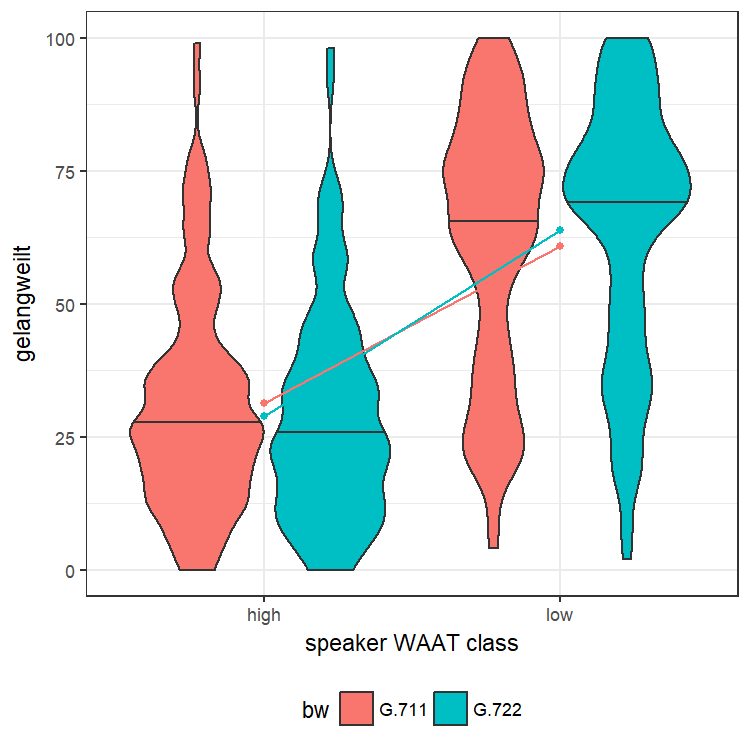 100
75
50
25
0
gelangweilt
high low
speaker WAAT class
bw G.711 G.722